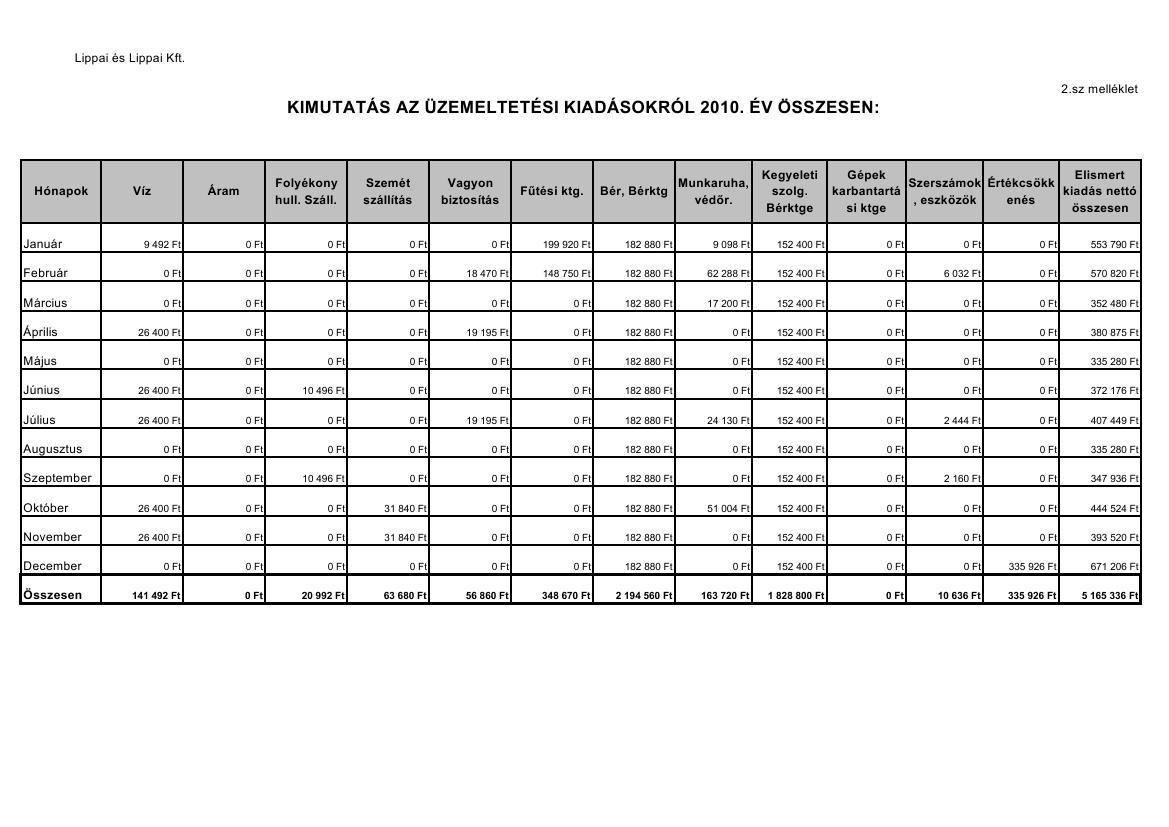 Lippai és Lippai Kft.
2.sz melléklet
KIMUTATÁS AZ ÜZEMELTETÉSI KIADÁSOKRÓL 2010. ÉV ÖSSZESEN:
Hónapok Víz Áram Folyékony hull. Száll. Szemét szállítás Vagyon biztosítás Fűtési ktg. Bér, Bérktg Munkaruha, védőr. Kegyeleti szolg. Bérktge Gépek karbantartá si ktge Szerszámok , eszközök Értékcsökk enés Elismert kiadás nettó összesen
Január 9 492 Ft 0 Ft 0 Ft 0 Ft 0 Ft 199 920 Ft 182 880 Ft 9 098 Ft 152 400 Ft 0 Ft 0 Ft 0 Ft 553 790 Ft
Február 0 Ft 0 Ft 0 Ft 0 Ft 18 470 Ft 148 750 Ft 182 880 Ft 62 288 Ft 152 400 Ft 0 Ft 6 032 Ft 0 Ft 570 820 Ft
Március 0 Ft 0 Ft 0 Ft 0 Ft 0 Ft 0 Ft 182 880 Ft 17 200 Ft 152 400 Ft 0 Ft 0 Ft 0 Ft 352 480 Ft
Április 26 400 Ft 0 Ft 0 Ft 0 Ft 19 195 Ft 0 Ft 182 880 Ft 0 Ft 152 400 Ft 0 Ft 0 Ft 0 Ft 380 875 Ft
Május 0 Ft 0 Ft 0 Ft 0 Ft 0 Ft 0 Ft 182 880 Ft 0 Ft 152 400 Ft 0 Ft 0 Ft 0 Ft 335 280 Ft
Június 26 400 Ft 0 Ft 10 496 Ft 0 Ft 0 Ft 0 Ft 182 880 Ft 0 Ft 152 400 Ft 0 Ft 0 Ft 0 Ft 372 176 Ft
Július 26 400 Ft 0 Ft 0 Ft 0 Ft 19 195 Ft 0 Ft 182 880 Ft 24 130 Ft 152 400 Ft 0 Ft 2 444 Ft 0 Ft 407 449 Ft
Augusztus 0 Ft 0 Ft 0 Ft 0 Ft 0 Ft 0 Ft 182 880 Ft 0 Ft 152 400 Ft 0 Ft 0 Ft 0 Ft 335 280 Ft
Szeptember 0 Ft 0 Ft 10 496 Ft 0 Ft 0 Ft 0 Ft 182 880 Ft 0 Ft 152 400 Ft 0 Ft 2 160 Ft 0 Ft 347 936 Ft
Október 26 400 Ft 0 Ft 0 Ft 31 840 Ft 0 Ft 0 Ft 182 880 Ft 51 004 Ft 152 400 Ft 0 Ft 0 Ft 0 Ft 444 524 Ft
November 26 400 Ft 0 Ft 0 Ft 31 840 Ft 0 Ft 0 Ft 182 880 Ft 0 Ft 152 400 Ft 0 Ft 0 Ft 0 Ft 393 520 Ft
December 0 Ft 0 Ft 0 Ft 0 Ft 0 Ft 0 Ft 182 880 Ft 0 Ft 152 400 Ft 0 Ft 0 Ft 335 926 Ft 671 206 Ft
Összesen 141 492 Ft 0 Ft 20 992 Ft 63 680 Ft 56 860 Ft 348 670 Ft 2 194 560 Ft 163 720 Ft 1 828 800 Ft 0 Ft 10 636 Ft 335 926 Ft 5 165 336 Ft